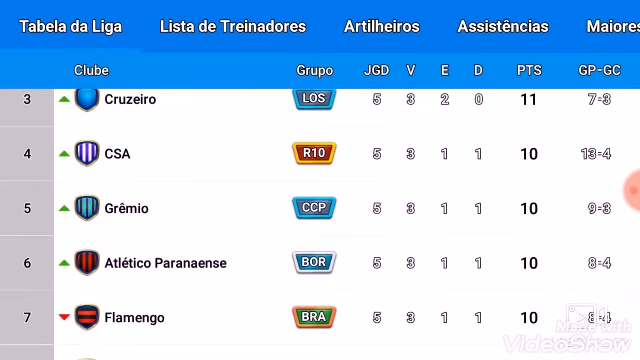 Tabela da Liga Lista de Treinadores Artilheiros Assistências Maiores
Clube Grupo JGD V E D PTS GP-GC
3 Cruzeiro LOS 5 3 2 0 11 7-3
4 CSA R10 5 3 1 1 10 13-4
5 Grêmio CCP 5 3 1 1 10 9-3
6 Atlético Paranaense BOR 5 3 1 1 10 8-4
7 Flamengo BRA 5 3 1 1 10 8-4
Made with
VideoShow